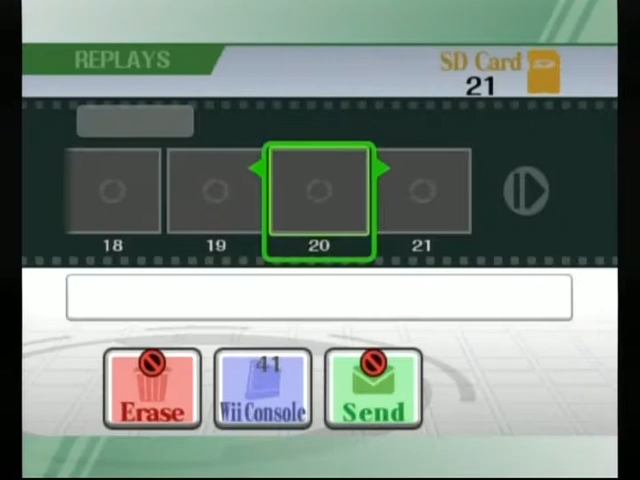 REPLAYS
SD Card
21
18 19 20 21
41
Erase Wii Console Send